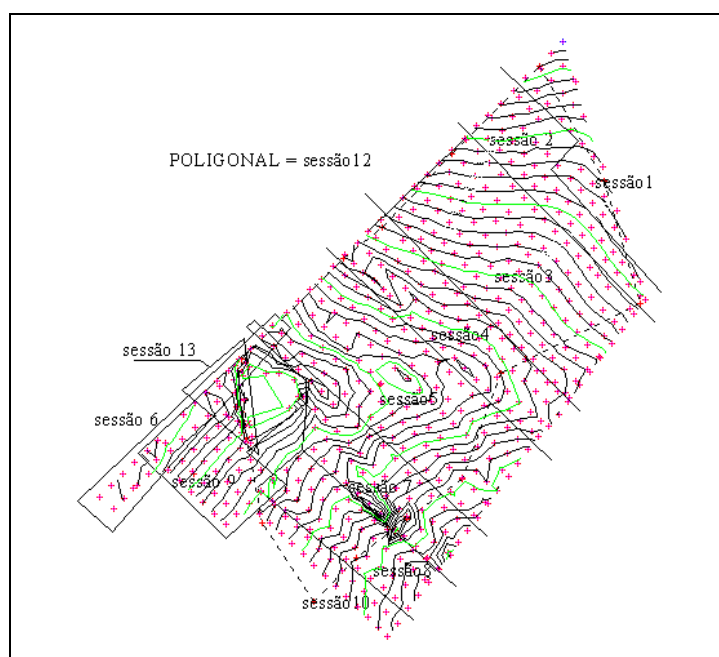 sessão 2
POLIGONAL = sessão12
sessão1
sessão3
sessão4
sessão 13
sessão5
sessão 6
sessão 9
sessão 7
sessão8
sessão10